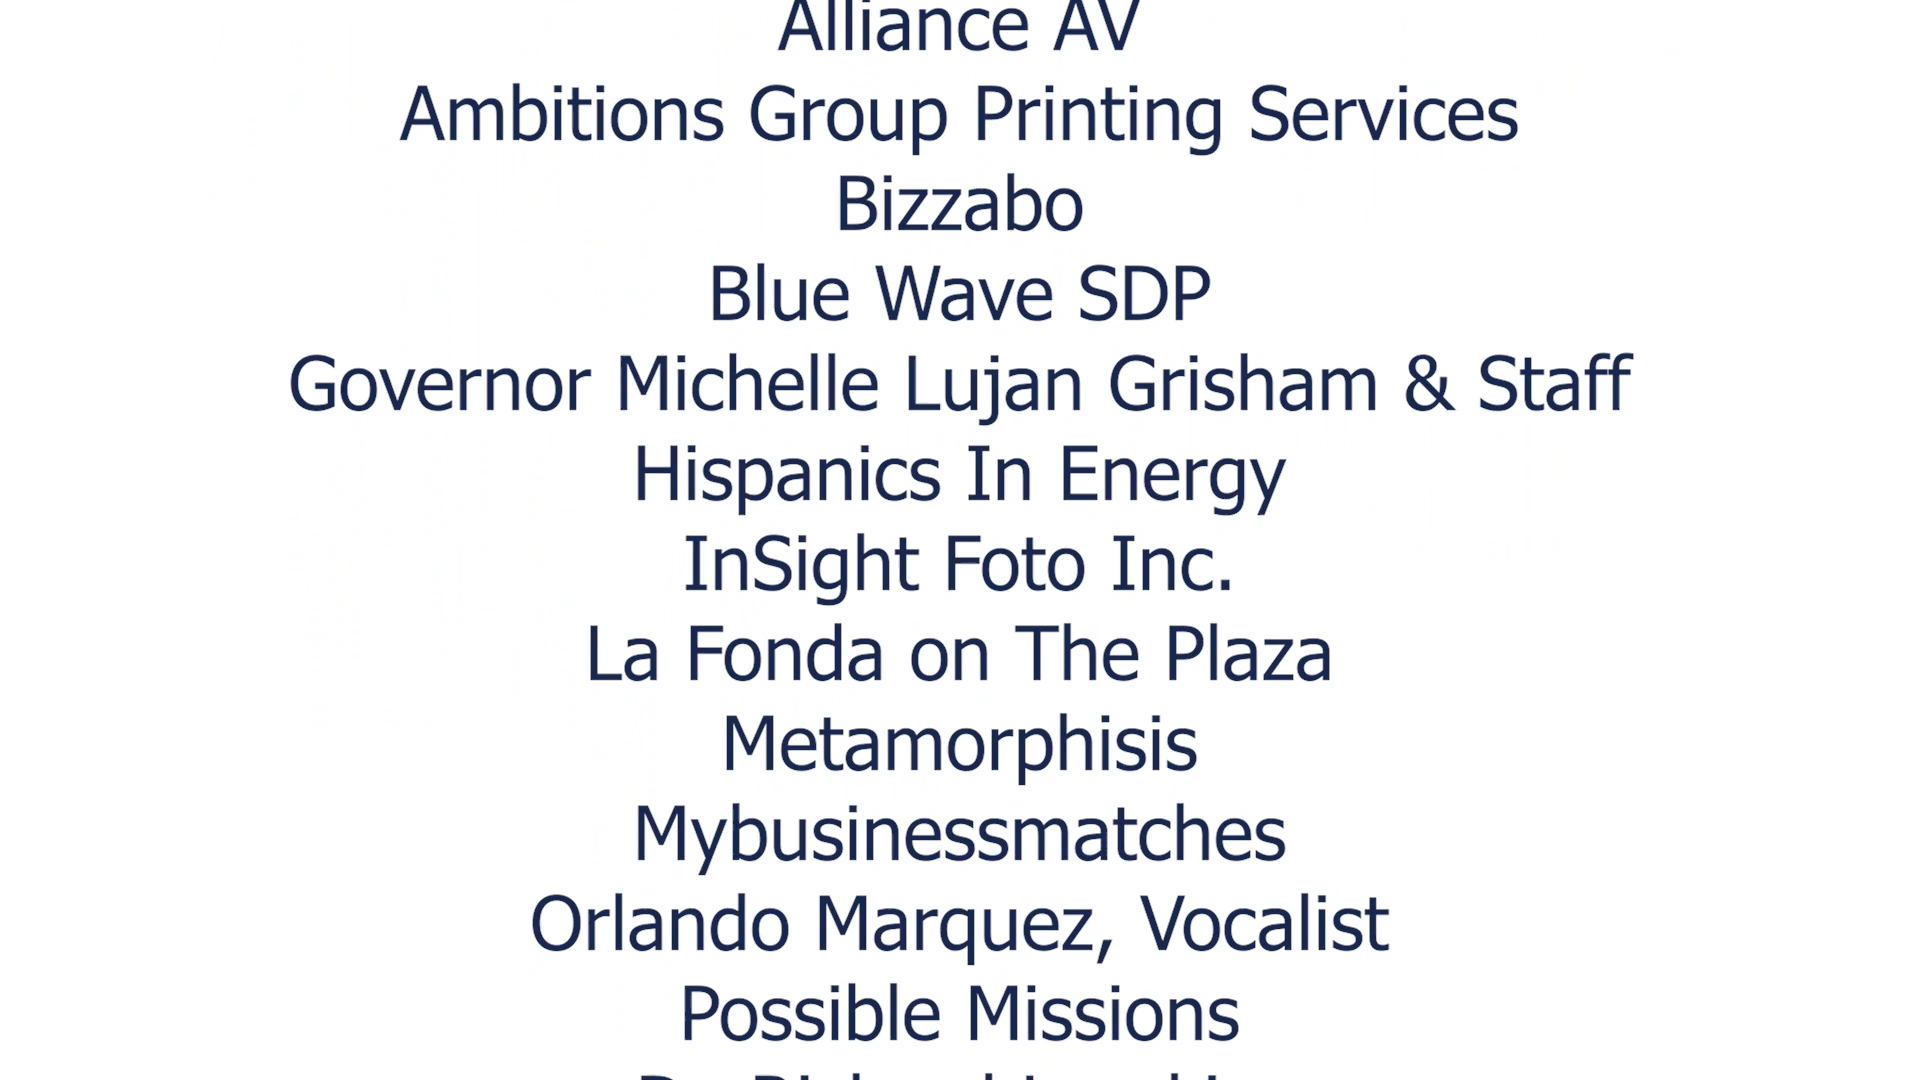 Alliance AV
Ambitions Group Printing Services
Bizzabo
Blue Wave SDP
Governor Michelle Lujan Grisham & Staff
Hispanics In Energy
InSight Foto Inc.
La Fonda on The Plaza
Metamorphisis
Mybusinessmatches
Orlando Marquez, Vocalist
Possible Missions